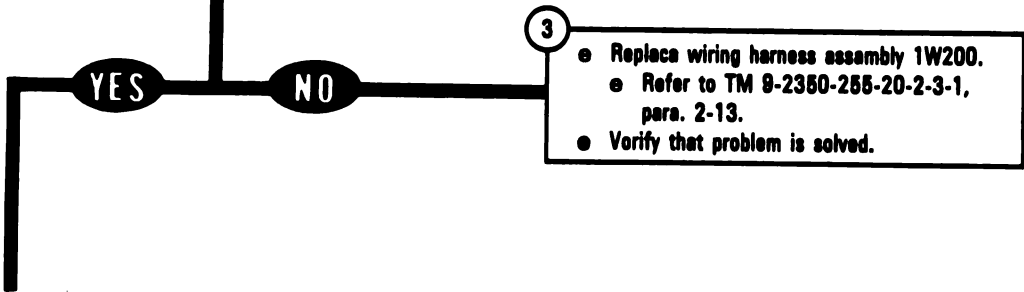 3
● Replace wiring harness assembly 1W200.
● Refer to TM 9-2350-255-20-2-3-1,
para. 2-13.
● Verify that problem is solved.
YES NO